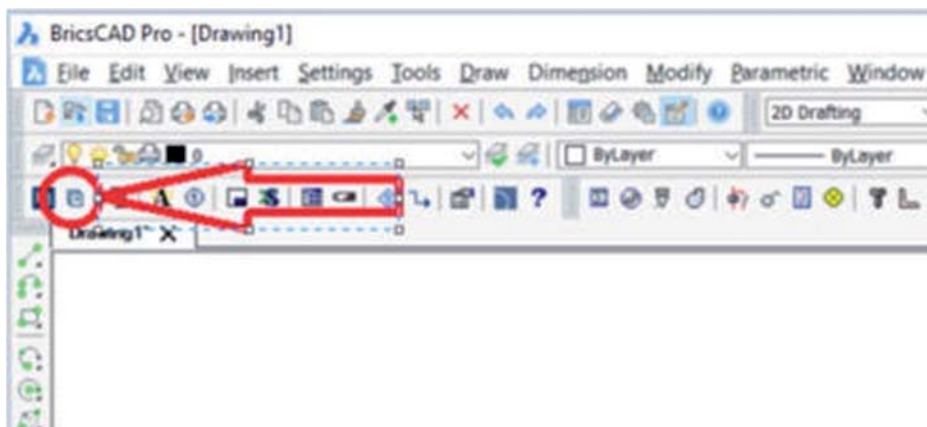 BricsCAD Pro - [Drawing1]
File Edit View Insert Settings Tools Draw Dimension Modify Parametric Window
2D Drafting
0 ByLayer ByLayer
A $ ?
Drawing1* X